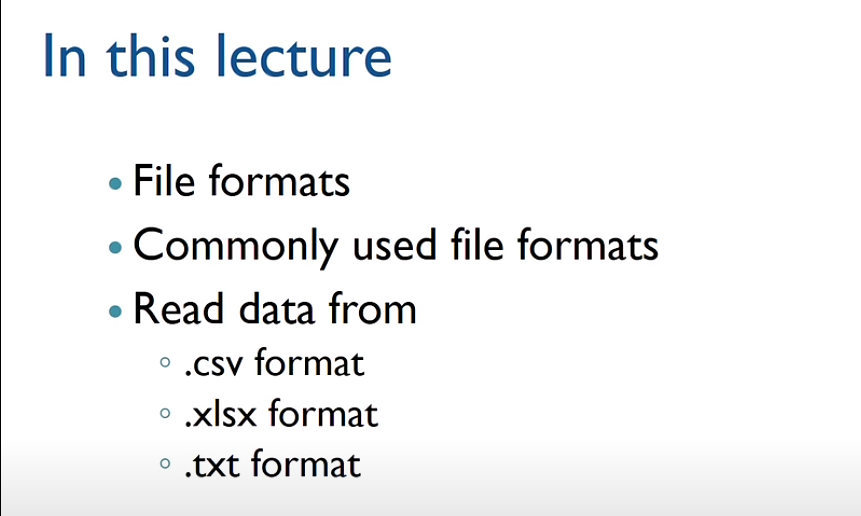 In this lecture
• File formats
• Commonly used file formats
• Read data from
◦ .csv format
◦ .xlsx format
◦ .txt format